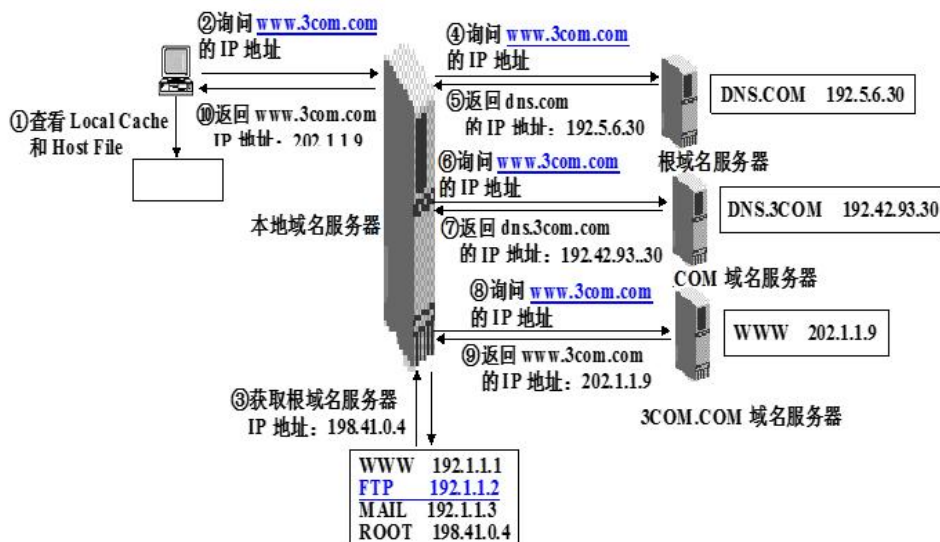 ②询问 www.3com.com
的 IP 地址
④询问 www.3com.com
的 IP 地址
⑤返回 dns.com
的 IP 地址：192.5.6.30
DNS.COM 192.5.6.30
根域名服务器
①查看 Local Cache
和 Host File
⑩返回 www.3com.com
IP 地址：202.1.1.9
本地域名服务器
⑥询问 www.3com.com
的 IP 地址
⑦返回 dns.3com.com
的 IP 地址：192.42.93..30
DNS.3COM 192.42.93.30
COM 域名服务器
⑧询问 www.3com.com
的 IP 地址
⑨返回 www.3com.com
的 IP 地址：202.1.1.9
WWW 202.1.1.9
3COM.COM 域名服务器
③获取根域名服务器
IP 地址：198.41.0.4
WWW 192.1.1.1
FTP 192.1.1.2
MAIL 192.1.1.3
ROOT 198.41.0.4